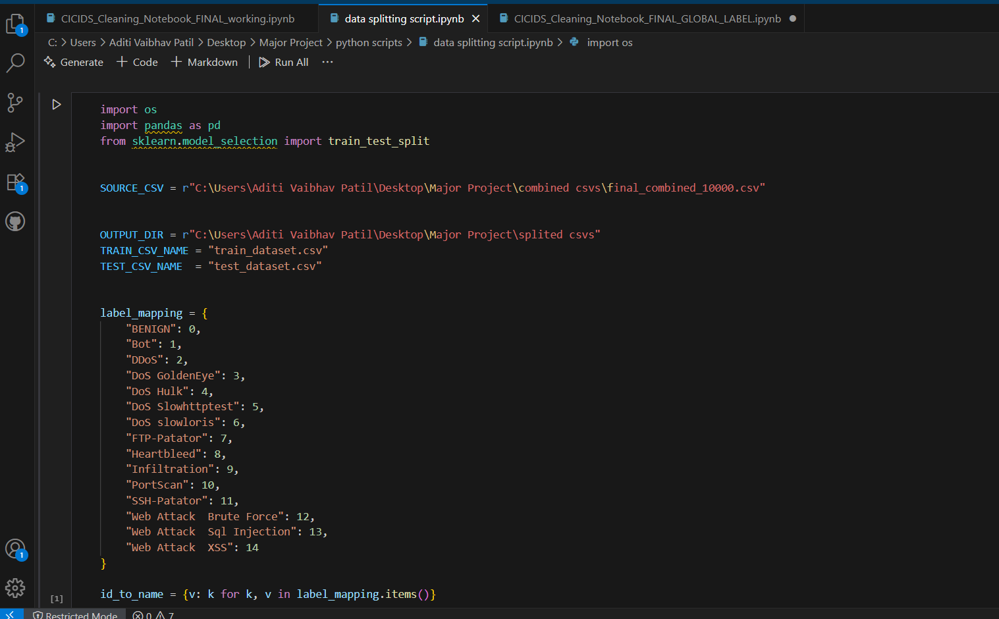 1
CICIDS_Cleaning_Notebook_FINAL_working.ipynb
data splitting script.ipynb
CICIDS_Cleaning_Notebook_FINAL_GLOBAL_LABEL.ipynb
C: > Users > Aditi Vaibhav Patil > Desktop > Major Project > python scripts > data splitting script.ipynb > import os
Generate + Code + Markdown | Run All ...
import os
import pandas as pd
from sklearn.model_selection import train_test_split
SOURCE_CSV = r"C:\Users\Aditi Vaibhav Patil\Desktop\Major Project\combined csvs\final_combined_10000.csv"
1
OUTPUT_DIR = r"C:\Users\Aditi Vaibhav Patil\Desktop\Major Project\splited csvs"
TRAIN_CSV_NAME = "train_dataset.csv"
TEST_CSV_NAME  = "test_dataset.csv"
label_mapping = {
    "BENIGN": 0,
    "Bot": 1,
    "DDoS": 2,
    "DoS GoldenEye": 3,
    "DoS Hulk": 4,
    "DoS Slowhttptest": 5,
    "DoS slowloris": 6,
    "FTP-Patator": 7,
    "Heartbleed": 8,
    "Infiltration": 9,
    "PortScan": 10,
    "SSH-Patator": 11,
    "Web Attack  Brute Force": 12,
    "Web Attack  Sql Injection": 13,
    "Web Attack  XSS": 14
}
1
id_to_name = {v: k for k, v in label_mapping.items()}
[1]
Restricted Mode 0 7